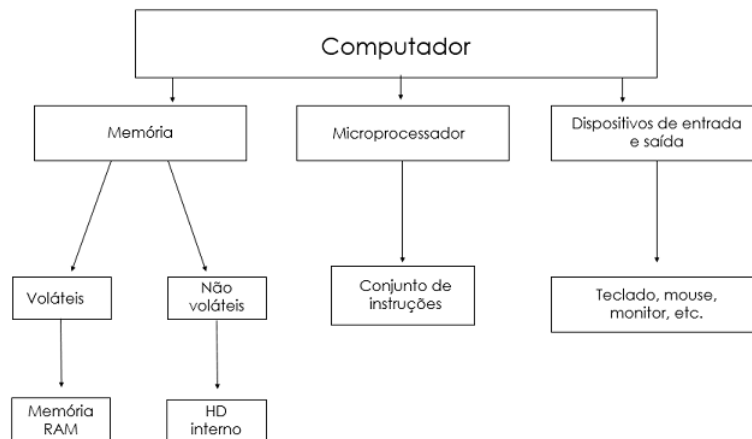 Computador
Memória
Microprocessador
Dispositivos de entrada
e saída
Voláteis
Não
voláteis
Conjunto de
instruções
Teclado, mouse,
monitor, etc.
Memória
RAM
HD
interno